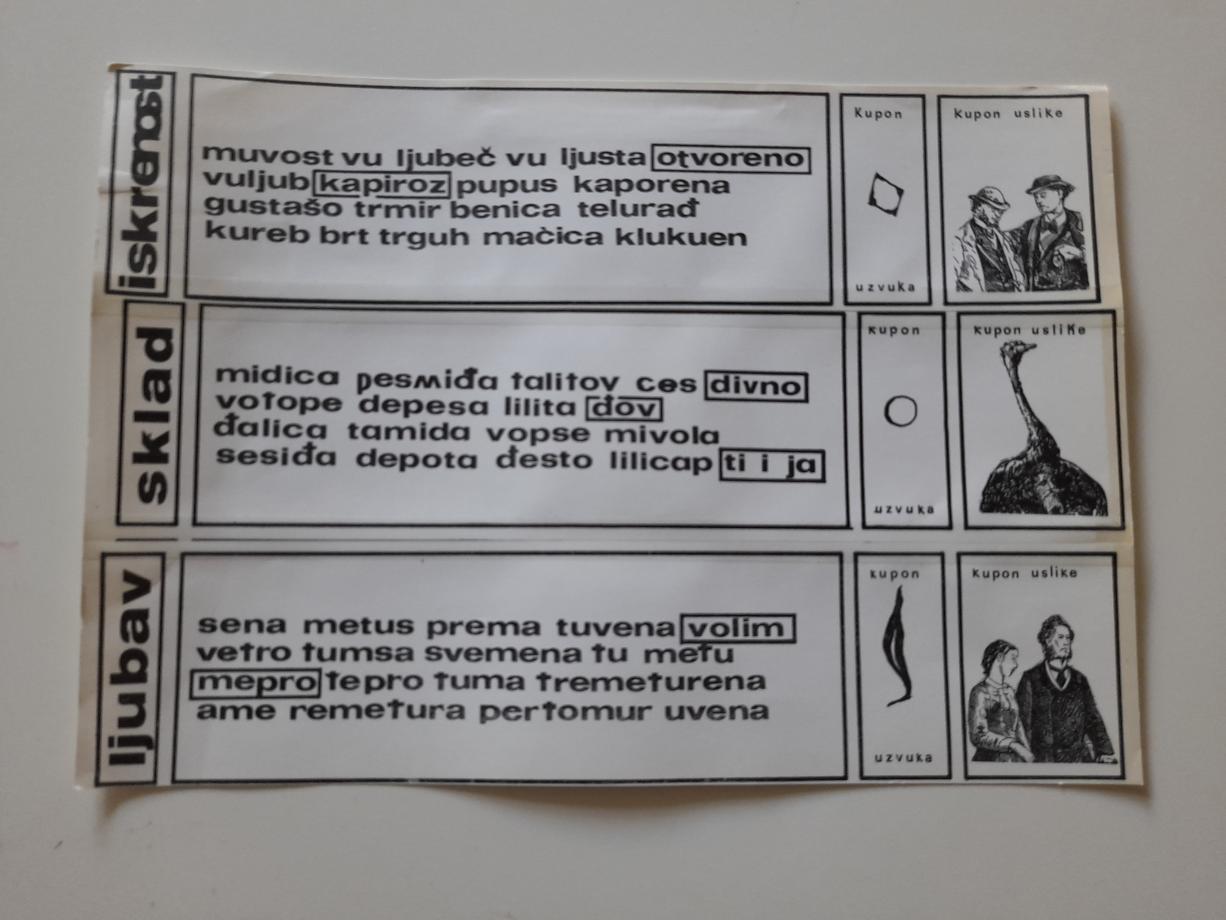 iskrenost
muvost vu ljubeč vu ljusta otvoreno
vuljub kapiroz pupus kaporena
gustašo trmir benica telurađ
kureb brt trguh mačica klukuen
Kupon
uzvuka
Kupon uslike
sklad
midica pesmiđa talitov ces divno
votope depesa lilita đov
đalica tamida vopse mivola
sesiđa depota đesto lilicap ti i ja
Kupon
uzvuka
Kupon uslike
ljubav
sena metus prema tuvena volim
vetro tumsa svemena tu metu
mepro tepro tuma tremeturena
ame remetura pertomur uvena
Kupon
uzvuka
Kupon uslike